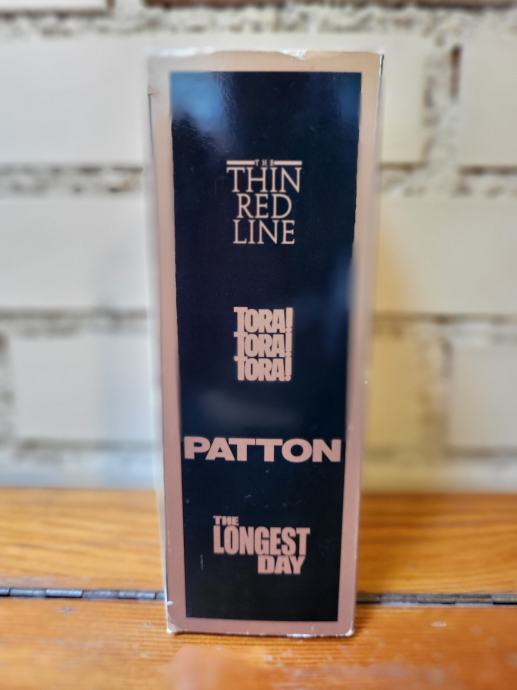 THE
THIN
RED
LINE
TORA!
TORA!
TORA!
PATTON
THE
LONGEST
DAY